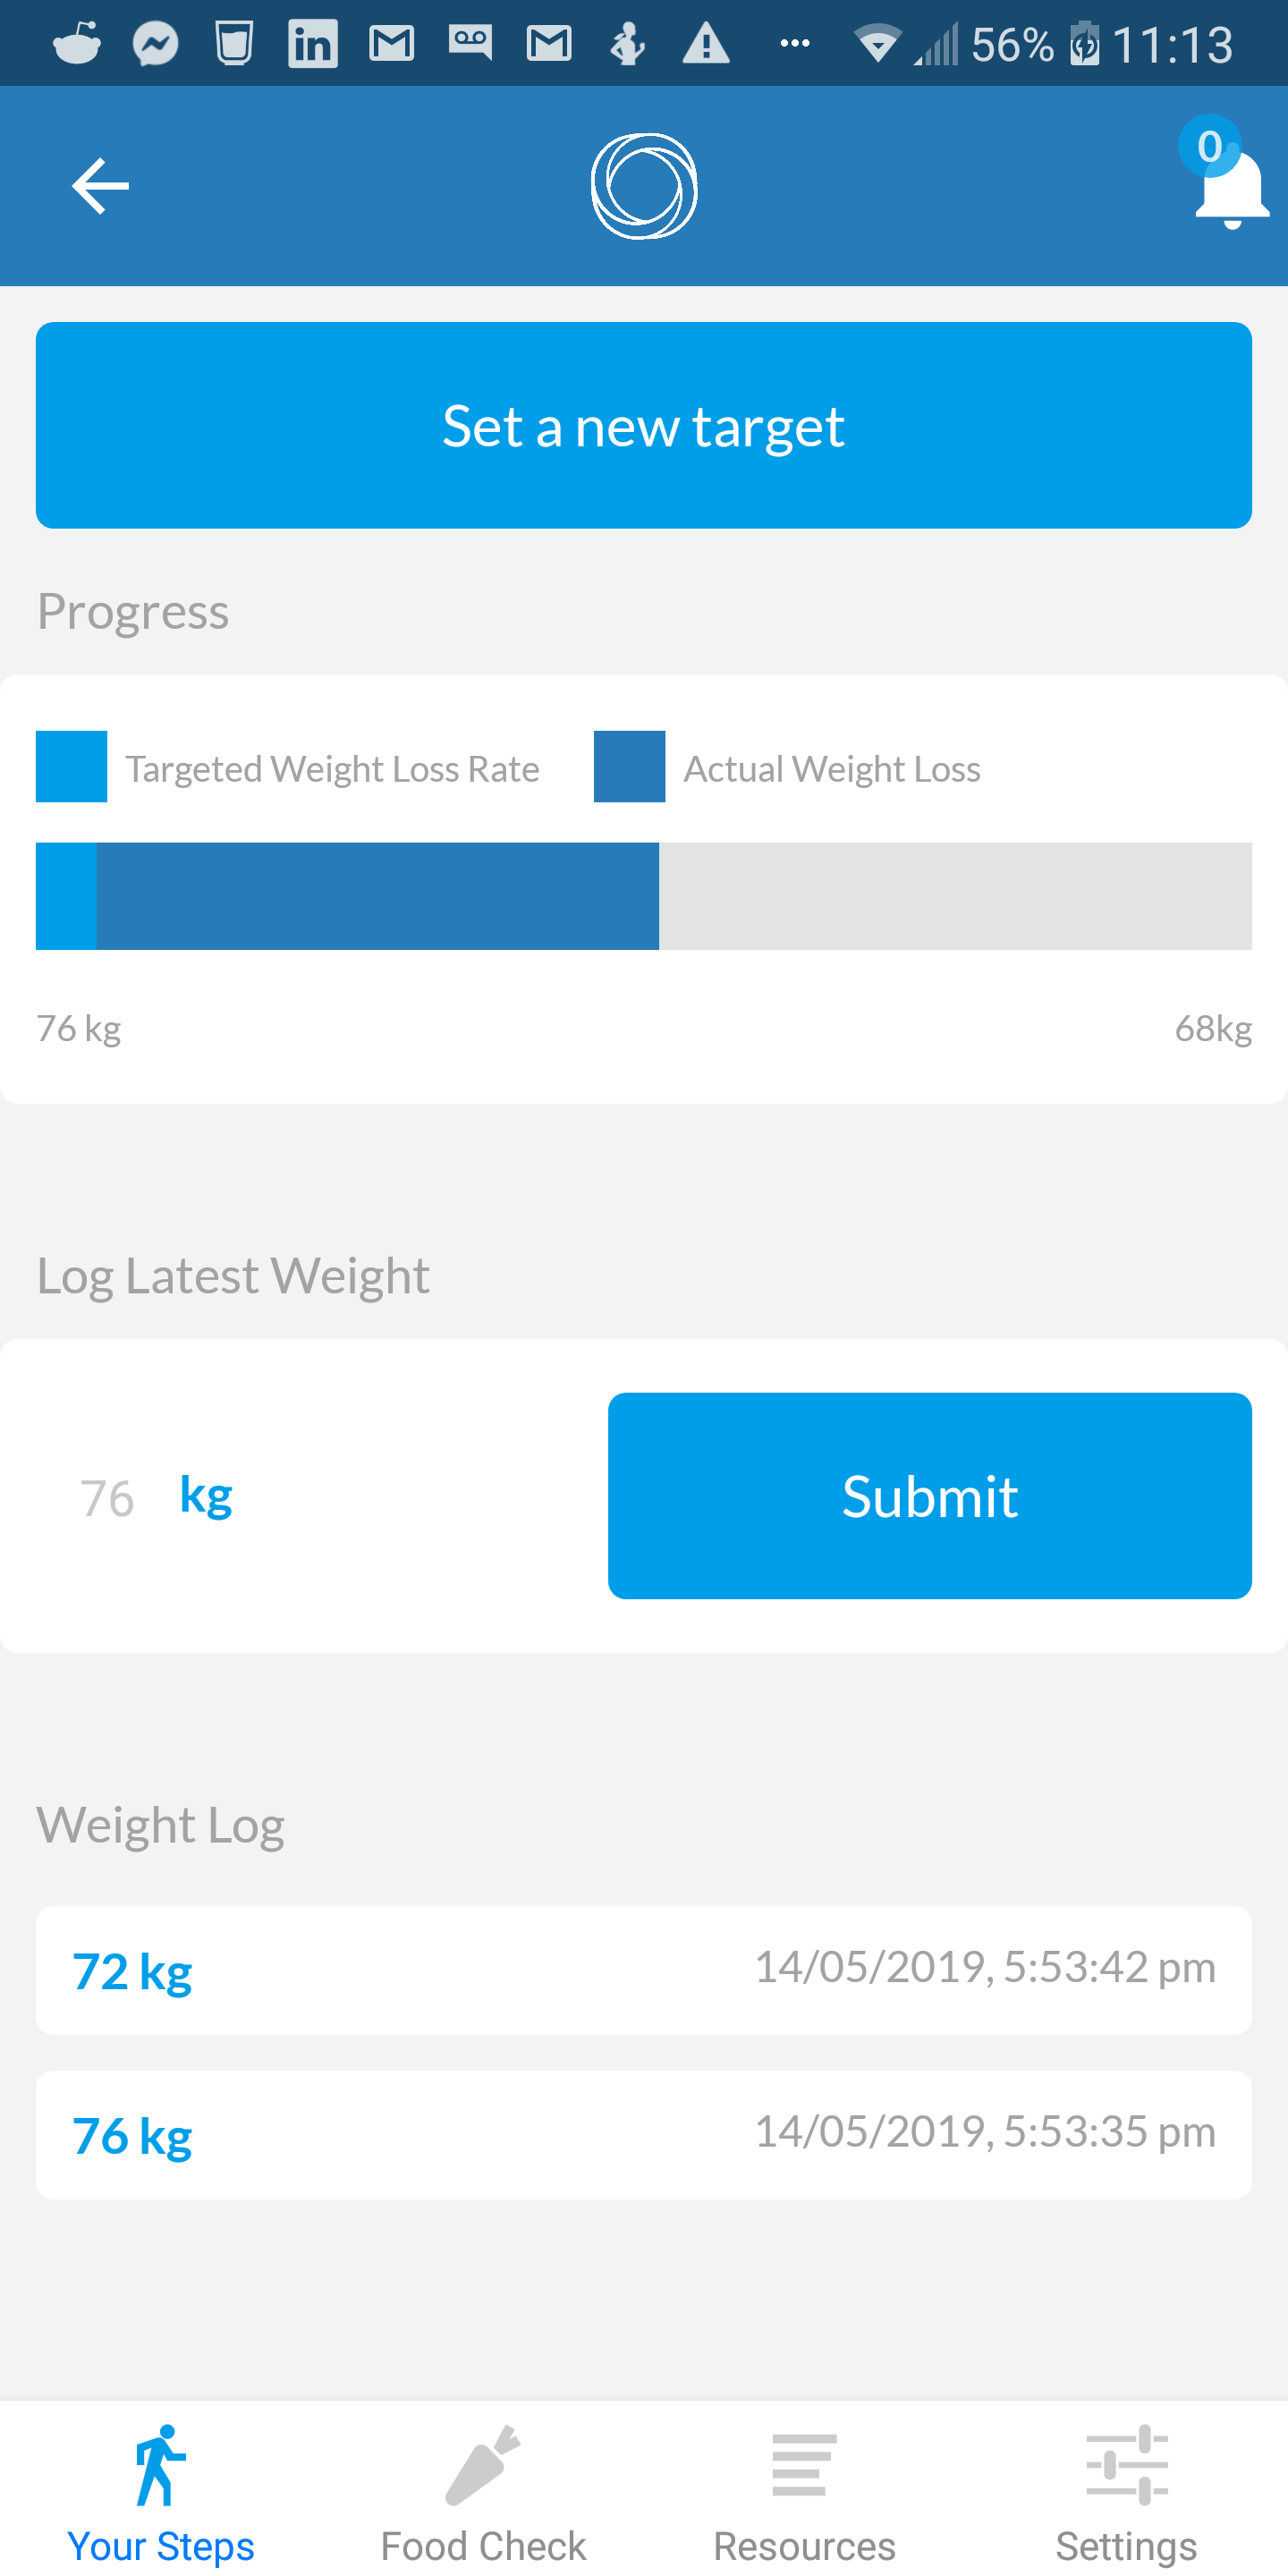 56% 11:13
0
Set a new target
Progress
Targeted Weight Loss Rate Actual Weight Loss
76 kg 68kg
Log Latest Weight
76 kg Submit
Weight Log
72 kg 14/05/2019, 5:53:42 pm
76 kg 14/05/2019, 5:53:35 pm
Your Steps Food Check Resources Settings